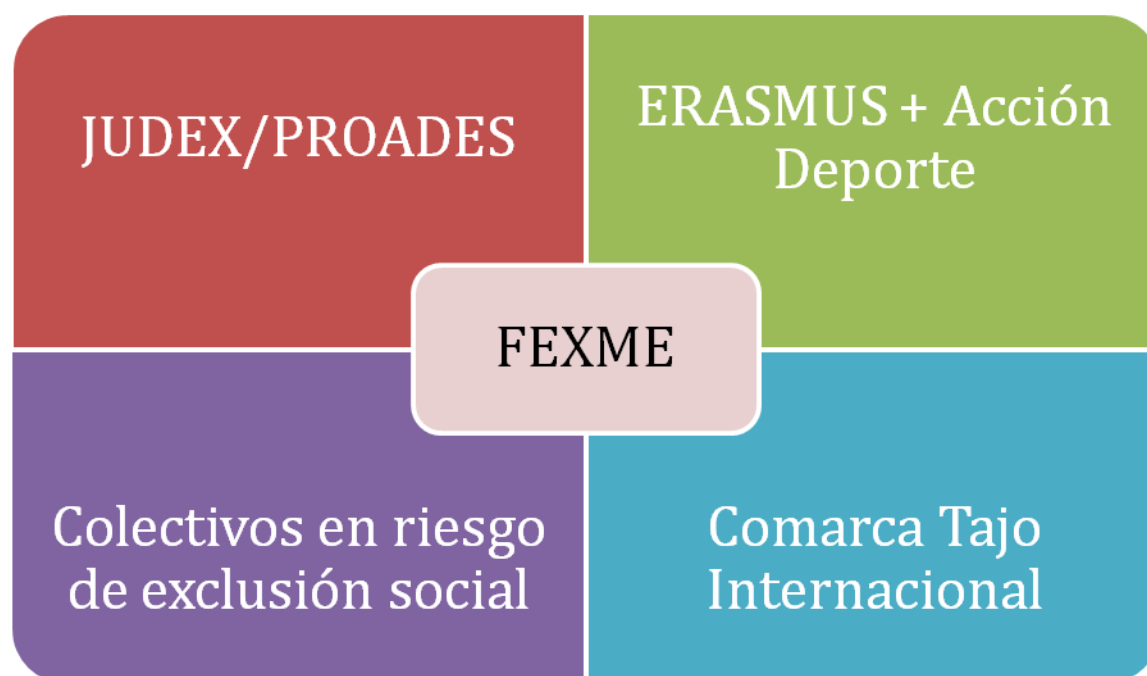 JUDEX/PROADES
ERASMUS + Acción
Deporte
FEXME
Colectivos en riesgo
de exclusión social
Comarca Tajo
Internacional